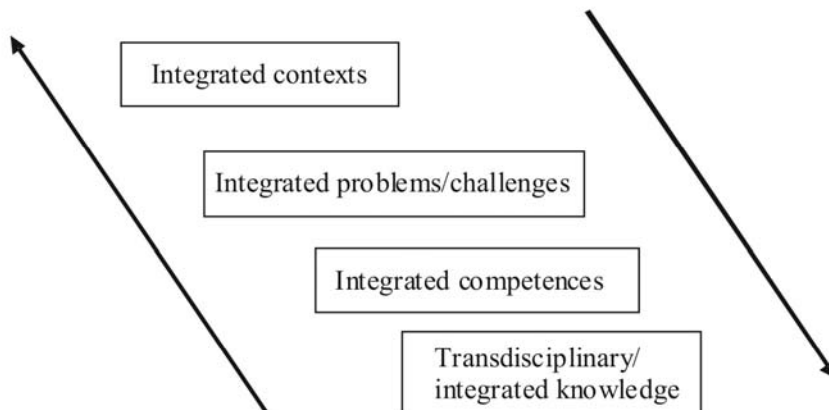 Integrated contexts
Integrated problems/challenges
Integrated competences
Transdisciplinary/
integrated knowledge